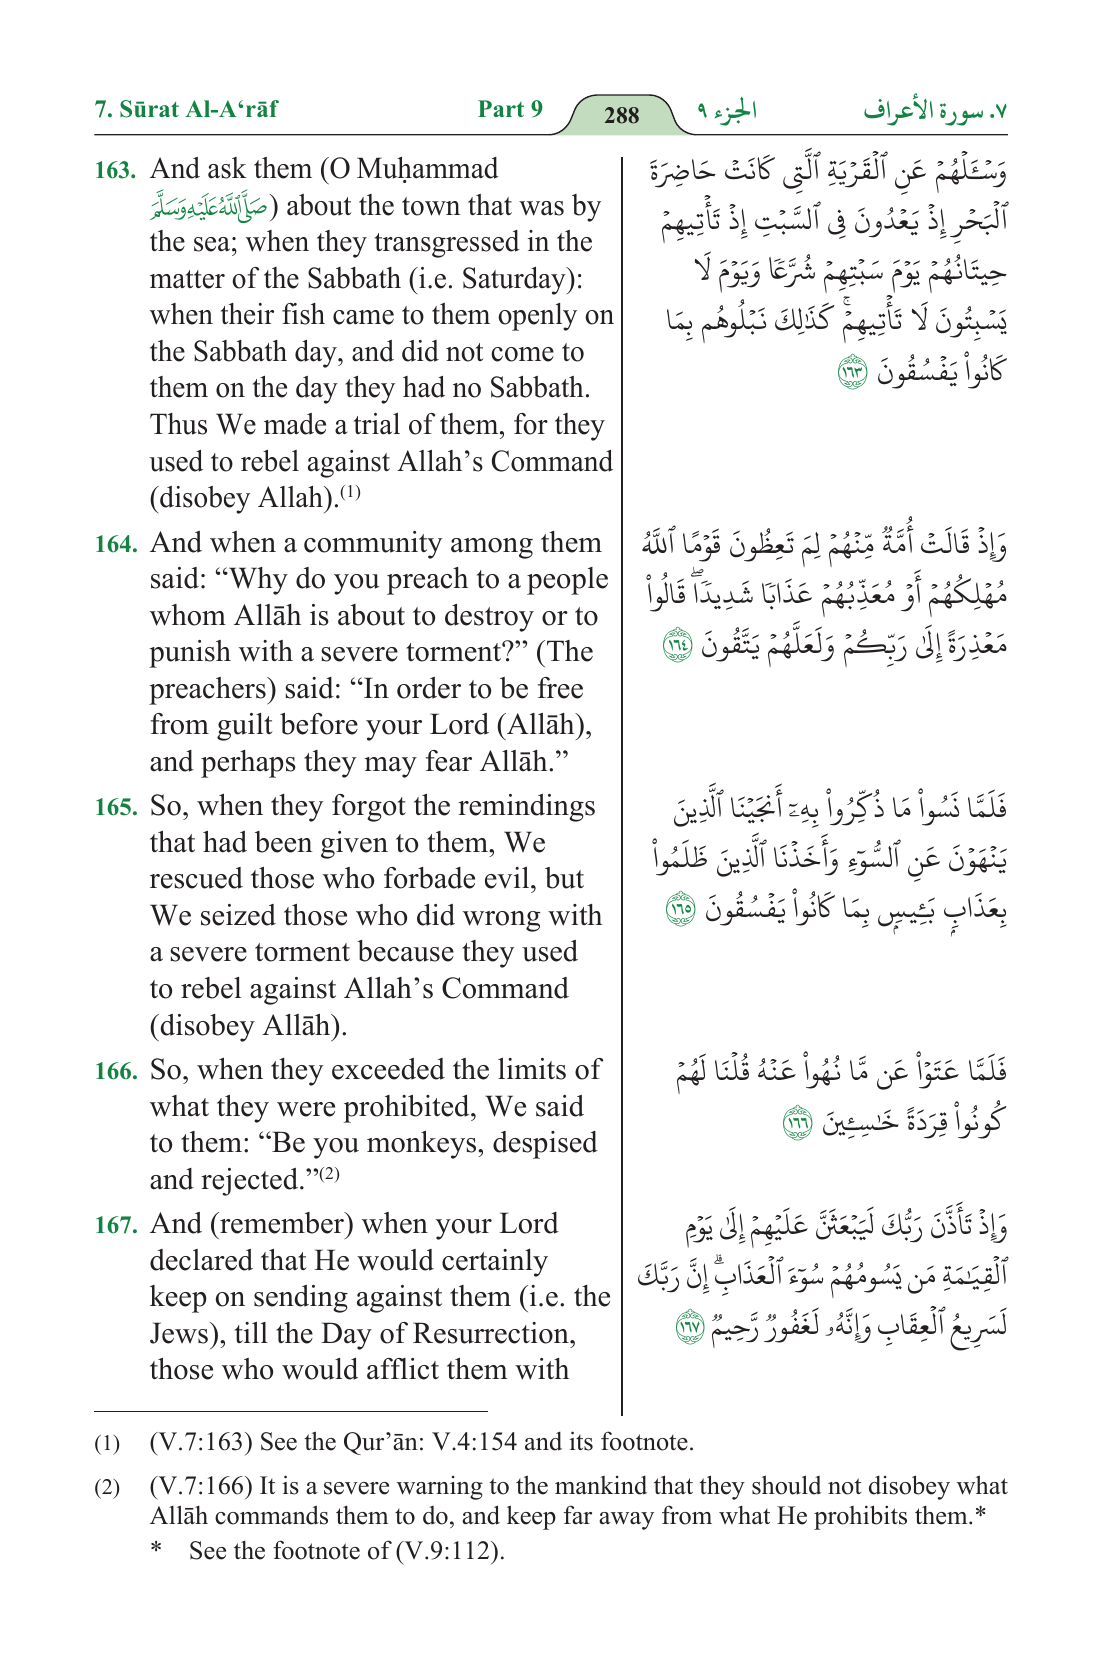 7. Sūrat Al-A‘rāf
Part 9
288
الجزء ٩
٧. سورة الأعراف
163. And ask them (O Muḥammad
ﷺ) about the town that was by
the sea; when they transgressed in the
matter of the Sabbath (i.e. Saturday):
when their fish came to them openly on
the Sabbath day, and did not come to
them on the day they had no Sabbath.
Thus We made a trial of them, for they
used to rebel against Allah’s Command
(disobey Allah).(1)
وَسۡـَٔلۡهُمۡ عَنِ ٱلۡقَرۡيَةِ ٱلَّتِي كَانَتۡ حَاضِرَةَ
ٱلۡبَحۡرِ إِذۡ يَعۡدُونَ فِي ٱلسَّبۡتِ إِذۡ تَأۡتِيهِمۡ
حِيتَانُهُمۡ يَوۡمَ سَبۡتِهِمۡ شُرَّعٗا وَيَوۡمَ لَا
يَسۡبِتُونَ لَا تَأۡتِيهِمۡۚ كَذَٰلِكَ نَبۡلُوهُم بِمَا
كَانُواْ يَفۡسُقُونَ ١٦٣
164. And when a community among them
said: “Why do you preach to a people
whom Allāh is about to destroy or to
punish with a severe torment?” (The
preachers) said: “In order to be free
from guilt before your Lord (Allāh),
and perhaps they may fear Allāh.”
وَإِذۡ قَالَتۡ أُمَّةٞ مِّنۡهُمۡ لِمَ تَعِظُونَ قَوۡمًا ٱللَّهُ
مُهۡلِكُهُمۡ أَوۡ مُعَذِّبُهُمۡ عَذَابٗا شَدِيدٗاۖ قَالُواْ
مَعۡذِرَةً إِلَىٰ رَبِّكُمۡ وَلَعَلَّهُمۡ يَتَّقُونَ ١٦٤
165. So, when they forgot the remindings
that had been given to them, We
rescued those who forbade evil, but
We seized those who did wrong with
a severe torment because they used
to rebel against Allah’s Command
(disobey Allāh).
فَلَمَّا نَسُواْ مَا ذُكِّرُواْ بِهِۦٓ أَنجَيۡنَا ٱلَّذِينَ
يَنۡهَوۡنَ عَنِ ٱلسُّوٓءِ وَأَخَذۡنَا ٱلَّذِينَ ظَلَمُواْ
بِعَذَابِۭ بَـِٔيسِۭ بِمَا كَانُواْ يَفۡسُقُونَ ١٦٥
166. So, when they exceeded the limits of
what they were prohibited, We said
to them: “Be you monkeys, despised
and rejected.”(2)
فَلَمَّا عَتَوۡاْ عَن مَّا نُهُواْ عَنۡهُ قُلۡنَا لَهُمۡ
كُونُواْ قِرَدَةً خَٰسِـِٔينَ ١٦٦
167. And (remember) when your Lord
declared that He would certainly
keep on sending against them (i.e. the
Jews), till the Day of Resurrection,
those who would afflict them with
وَإِذۡ تَأَذَّنَ رَبُّكَ لَيَبۡعَثَنَّ عَلَيۡهِمۡ إِلَىٰ يَوۡمِ
ٱلۡقِيَٰمَةِ مَن يَسُومُهُمۡ سُوٓءَ ٱلۡعَذَابِۗ إِنَّ رَبَّكَ
لَسَرِيعُ ٱلۡعِقَابِ وَإِنَّهُۥ لَغَفُورٞ رَّحِيمٞ ١٦٧
(1) (V.7:163) See the Qur’ān: V.4:154 and its footnote.
(2) (V.7:166) It is a severe warning to the mankind that they should not disobey what
Allāh commands them to do, and keep far away from what He prohibits them.*
* See the footnote of (V.9:112).